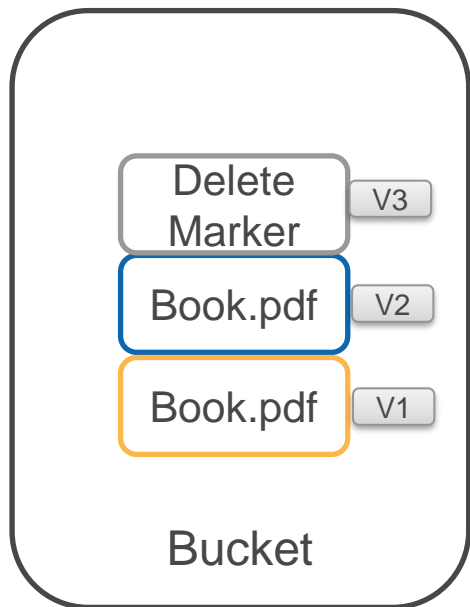 Delete
Marker
V3
Book.pdf
V2
Book.pdf
V1
Bucket